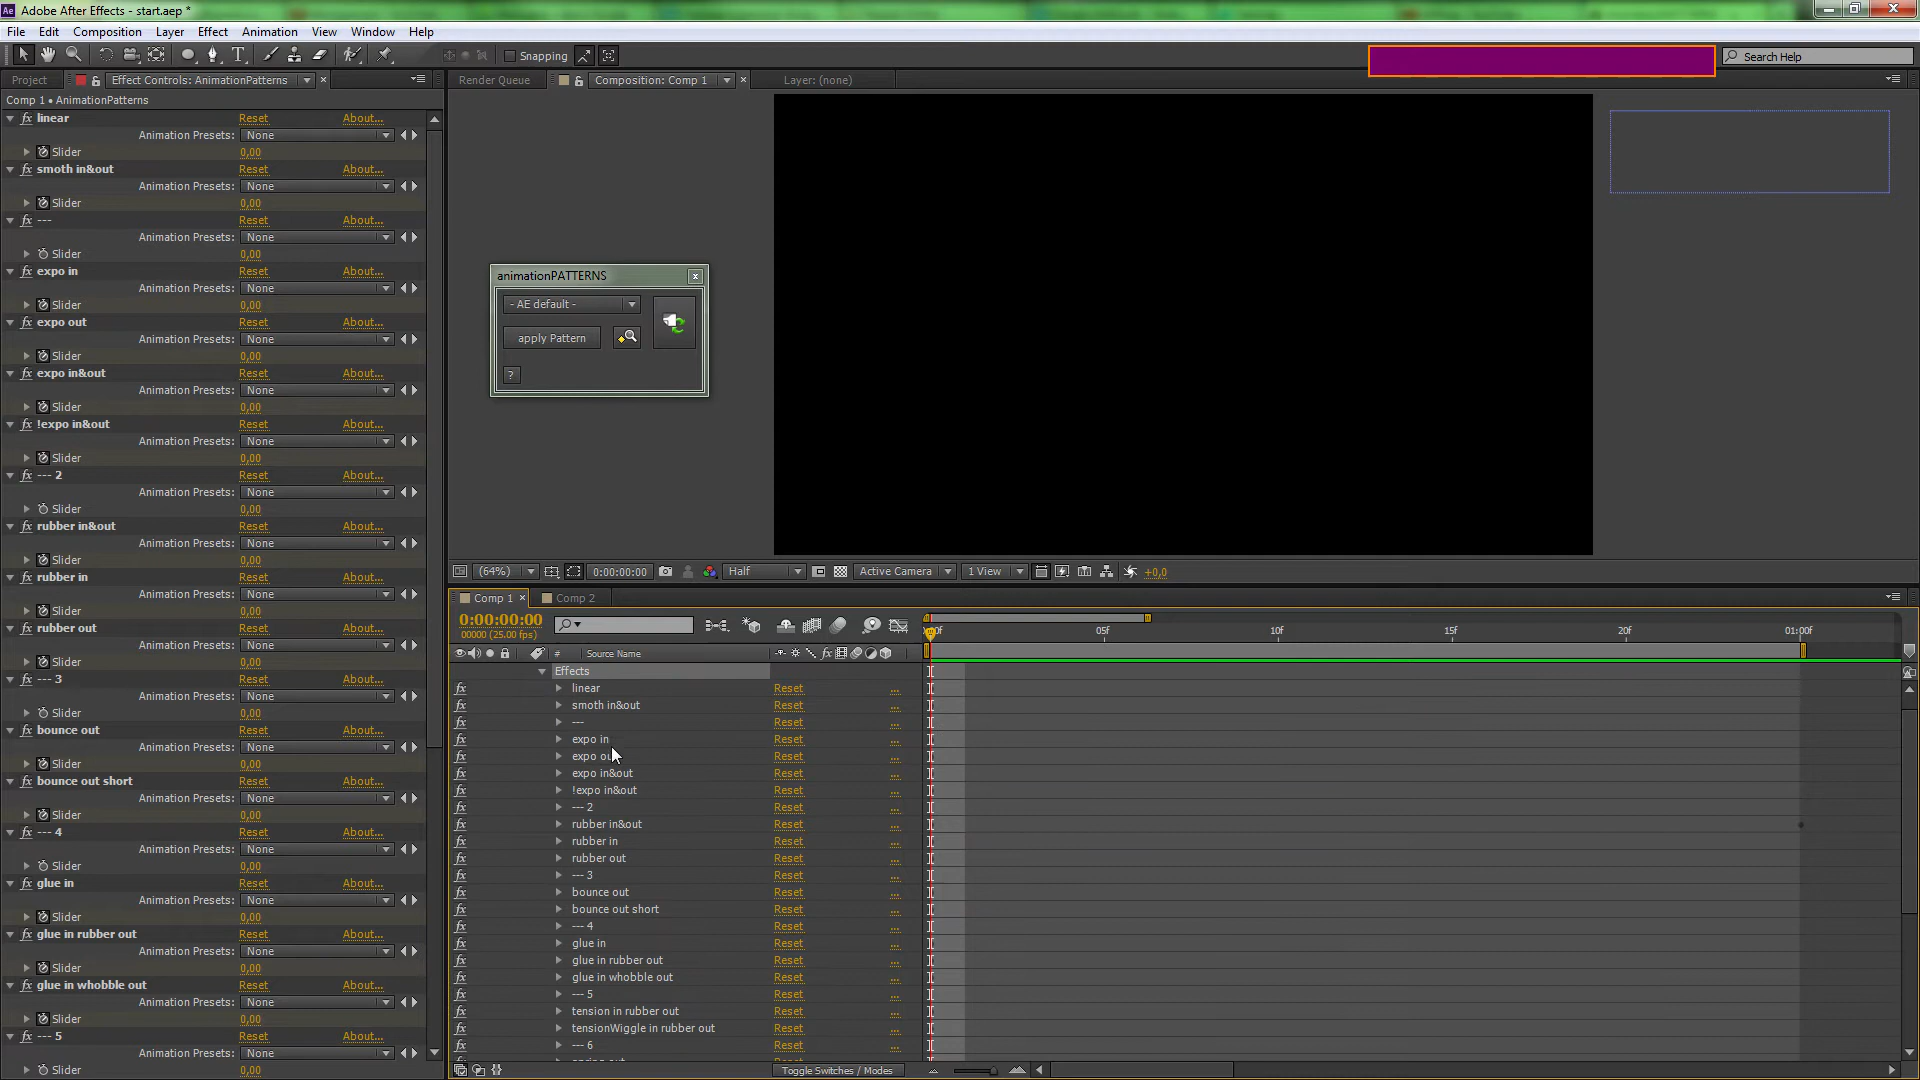 Adobe After Effects - start.aep *
File Edit Composition Layer Effect Animation View Window Help
Snapping
Search Help
Project Effect Controls: AnimationPatterns
Render Queue Composition: Comp 1 Layer: (none)
Comp 1 • AnimationPatterns
linear Reset About...
Animation Presets: None
Slider 0,00
smoth in&out Reset About...
Animation Presets: None
Slider 0,00
--- Reset About...
Animation Presets: None
Slider 0,00
expo in Reset About...
Animation Presets: None
Slider 0,00
expo out Reset About...
Animation Presets: None
Slider 0,00
expo in&out Reset About...
Animation Presets: None
Slider 0,00
!expo in&out Reset About...
Animation Presets: None
Slider 0,00
--- 2 Reset About...
Animation Presets: None
Slider 0,00
rubber in&out Reset About...
Animation Presets: None
Slider 0,00
rubber in Reset About...
Animation Presets: None
Slider 0,00
rubber out Reset About...
Animation Presets: None
Slider 0,00
--- 3 Reset About...
Animation Presets: None
Slider 0,00
bounce out Reset About...
Animation Presets: None
Slider 0,00
bounce out short Reset About...
Animation Presets: None
Slider 0,00
--- 4 Reset About...
Animation Presets: None
Slider 0,00
glue in Reset About...
Animation Presets: None
Slider 0,00
glue in rubber out Reset About...
Animation Presets: None
Slider 0,00
glue in whobble out Reset About...
Animation Presets: None
Slider 0,00
--- 5 Reset About...
Animation Presets: None
Slider 0,00
animationPATTERNS
- AE default -
apply Pattern
?
(64%) 0:00:00:00 Half Active Camera 1 View +0,0
Comp 1 Comp 2
0:00:00:00
00000 (25.00 fps)
05f 10f 15f 20f 01:00f
# Source Name
Effects
linear Reset ...
smoth in&out Reset ...
--- Reset ...
expo in Reset ...
expo Reset ...
expo in&out Reset ...
!expo in&out Reset ...
--- 2 Reset ...
rubber in&out Reset ...
rubber in Reset ...
rubber out Reset ...
--- 3 Reset ...
bounce out Reset ...
bounce out short Reset ...
--- 4 Reset ...
glue in Reset ...
glue in rubber out Reset ...
glue in whobble out Reset ...
--- 5 Reset ...
tension in rubber out Reset ...
tensionWiggle in rubber out Reset ...
--- 6 Reset ...
Toggle Switches / Modes